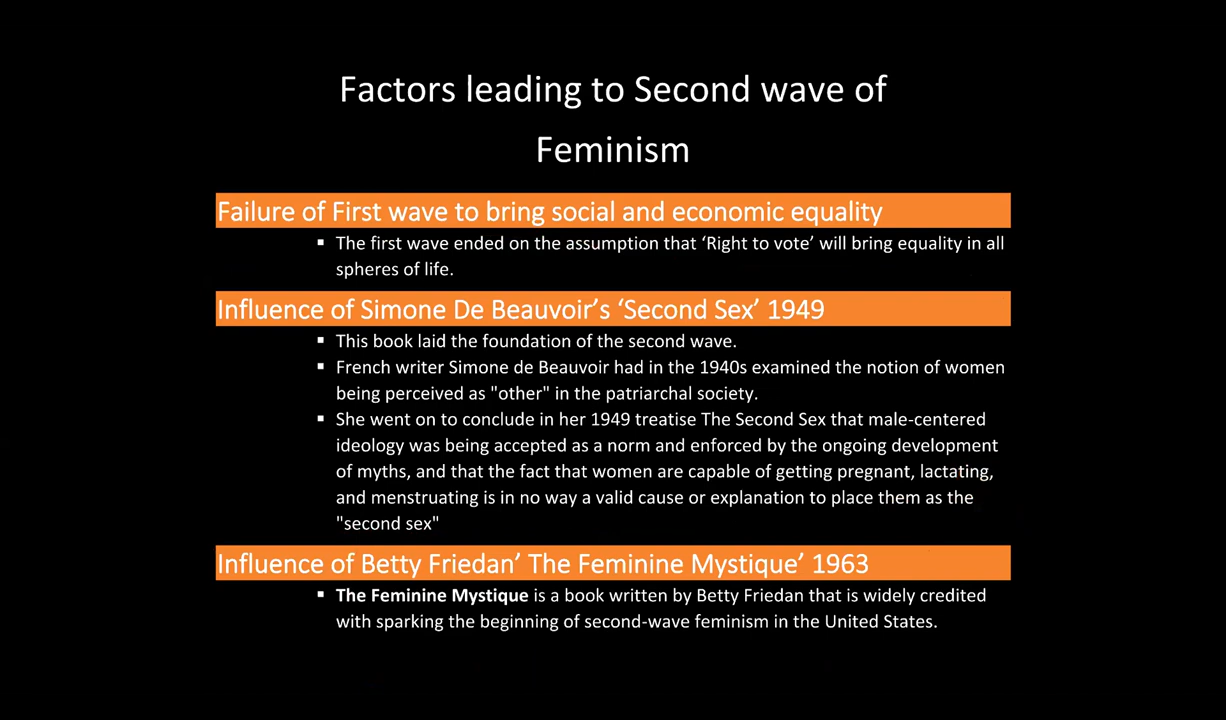 Factors leading to Second wave of
Feminism
Failure of First wave to bring social and economic equality
▪ The first wave ended on the assumption that ‘Right to vote’ will bring equality in all
spheres of life.
Influence of Simone De Beauvoir’s ‘Second Sex’ 1949
▪ This book laid the foundation of the second wave.
▪ French writer Simone de Beauvoir had in the 1940s examined the notion of women
being perceived as "other" in the patriarchal society.
▪ She went on to conclude in her 1949 treatise The Second Sex that male-centered
ideology was being accepted as a norm and enforced by the ongoing development
of myths, and that the fact that women are capable of getting pregnant, lactating,
and menstruating is in no way a valid cause or explanation to place them as the
"second sex"
Influence of Betty Friedan’ The Feminine Mystique’ 1963
▪ The Feminine Mystique is a book written by Betty Friedan that is widely credited
with sparking the beginning of second-wave feminism in the United States.